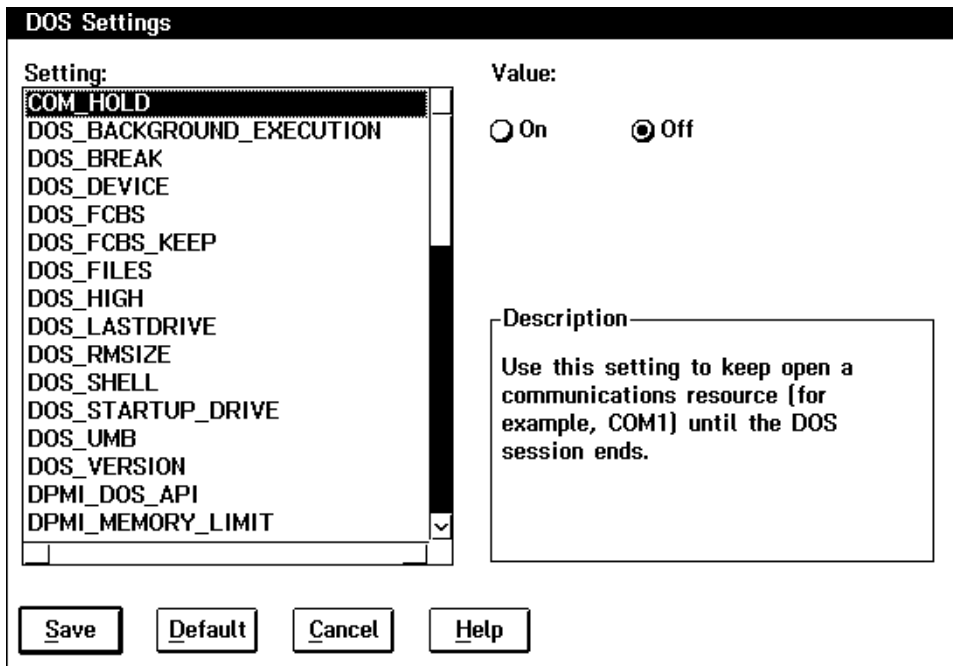 DOS Settings
Setting:
COM_HOLD
DOS_BACKGROUND_EXECUTION
DOS_BREAK
DOS_DEVICE
DOS_FCBS
DOS_FCBS_KEEP
DOS_FILES
DOS_HIGH
DOS_LASTDRIVE
DOS_RMSIZE
DOS_SHELL
DOS_STARTUP_DRIVE
DOS_UMB
DOS_VERSION
DPMI_DOS_API
DPMI_MEMORY_LIMIT
Value:
On Off
Description
Use this setting to keep open a
communications resource (for
example, COM1) until the DOS
session ends.
Save Default Cancel Help